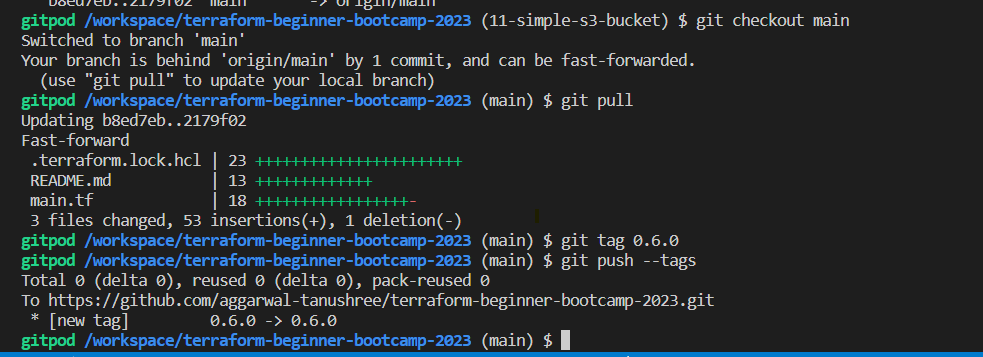 b8ed7eb..2179f02  main       -> origin/main
gitpod /workspace/terraform-beginner-bootcamp-2023 (11-simple-s3-bucket) $ git checkout main
Switched to branch 'main'
Your branch is behind 'origin/main' by 1 commit, and can be fast-forwarded.
  (use "git pull" to update your local branch)
gitpod /workspace/terraform-beginner-bootcamp-2023 (main) $ git pull
Updating b8ed7eb..2179f02
Fast-forward
 .terraform.lock.hcl | 23 +++++++++++++++++++++++
 README.md           | 13 +++++++++++++
 main.tf             | 18 +++++++++++++++++-
 3 files changed, 53 insertions(+), 1 deletion(-)
gitpod /workspace/terraform-beginner-bootcamp-2023 (main) $ git tag 0.6.0
gitpod /workspace/terraform-beginner-bootcamp-2023 (main) $ git push --tags
Total 0 (delta 0), reused 0 (delta 0), pack-reused 0
To https://github.com/aggarwal-tanushree/terraform-beginner-bootcamp-2023.git
 * [new tag]         0.6.0 -> 0.6.0
gitpod /workspace/terraform-beginner-bootcamp-2023 (main) $